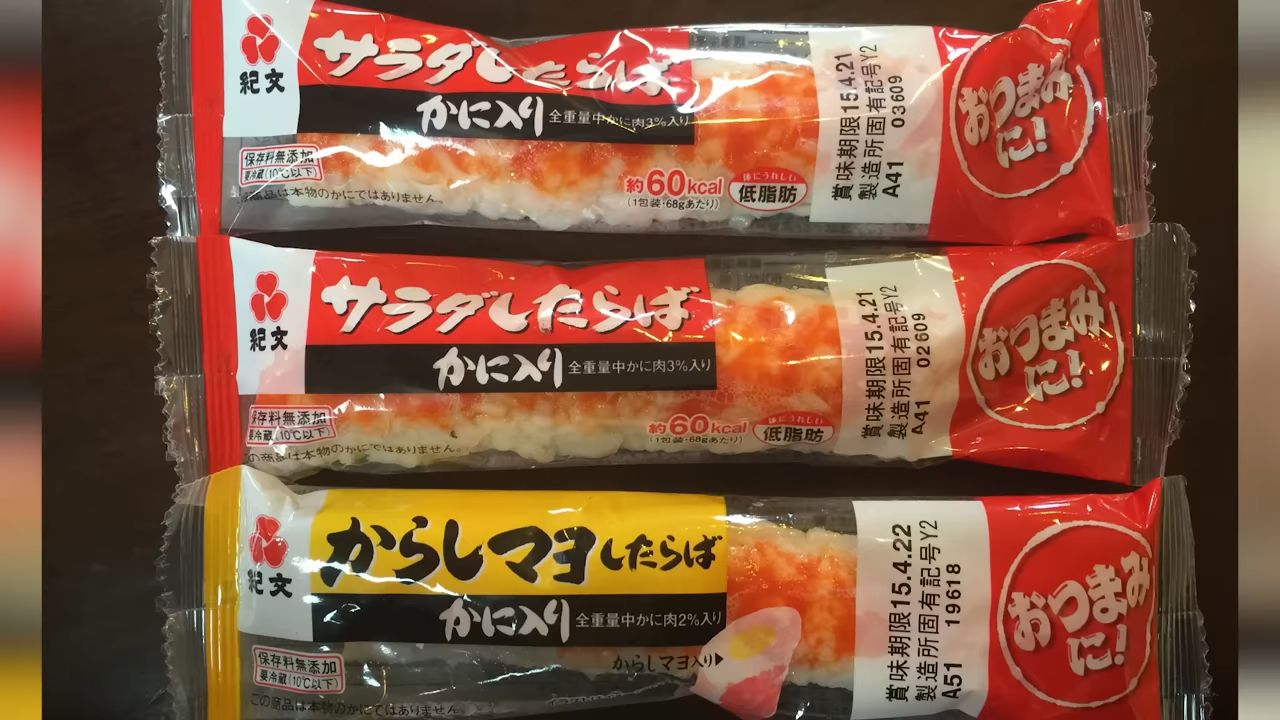 紀文
サラダしたらば
かに入り 全重量中かに肉3%入り
保存料無添加
要冷蔵(10℃以下)
商品は本物のかにではありません。
約60kcal
(1包装・68gあたり)
体にうれしい
低脂肪
賞味期限15.4.21
製造所固有記号Y2
A41 03609
おつまみ
に!
紀文
サラダしたらば
かに入り 全重量中かに肉3%入り
保存料無添加
要冷蔵(10℃以下)
の商品は本物のかにではありません。
約60kcal
(1包装・68gあたり)
体にうれしい
低脂肪
賞味期限15.4.21
製造所固有記号Y2
A41 02609
おつまみ
に!
紀文
からしマヨしたらば
かに入り 全重量中かに肉2%入り
からしマヨ入り▶
保存料無添加
要冷蔵(10℃以下)
この商品は本物のかにではありません。
賞味期限15.4.22
製造所固有記号Y2
A51 19618
おつまみ
に!